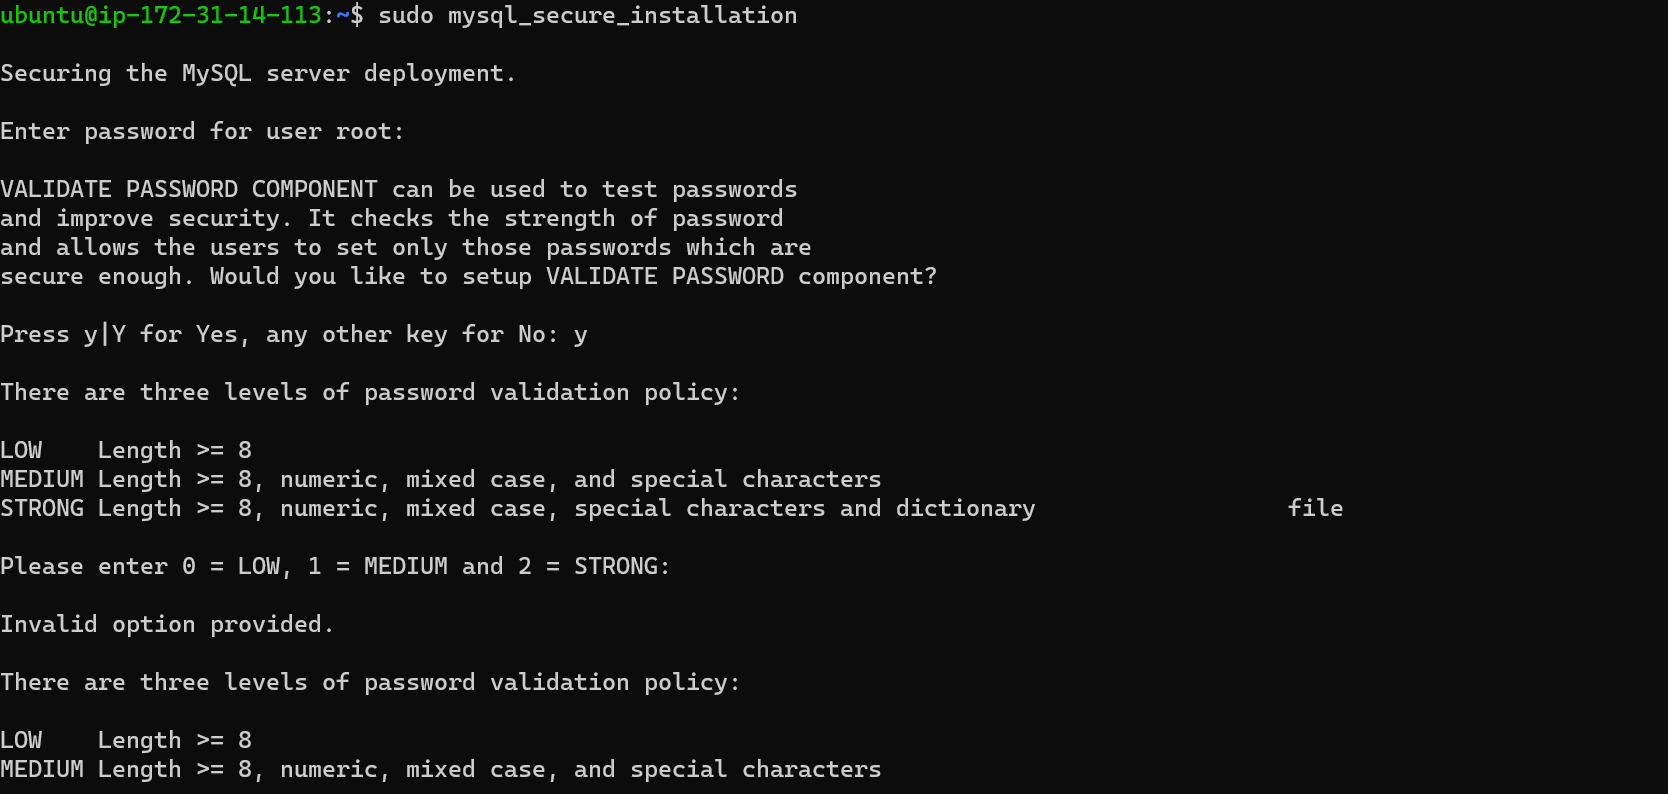 ubuntu@ip-172-31-14-113:~$ sudo mysql_secure_installation
Securing the MySQL server deployment.
Enter password for user root:
VALIDATE PASSWORD COMPONENT can be used to test passwords
and improve security. It checks the strength of password
and allows the users to set only those passwords which are
secure enough. Would you like to setup VALIDATE PASSWORD component?
Press y|Y for Yes, any other key for No: y
There are three levels of password validation policy:
LOW    Length >= 8
MEDIUM Length >= 8, numeric, mixed case, and special characters
STRONG Length >= 8, numeric, mixed case, special characters and dictionary                  file
Please enter 0 = LOW, 1 = MEDIUM and 2 = STRONG:
Invalid option provided.
There are three levels of password validation policy:
LOW    Length >= 8
MEDIUM Length >= 8, numeric, mixed case, and special characters